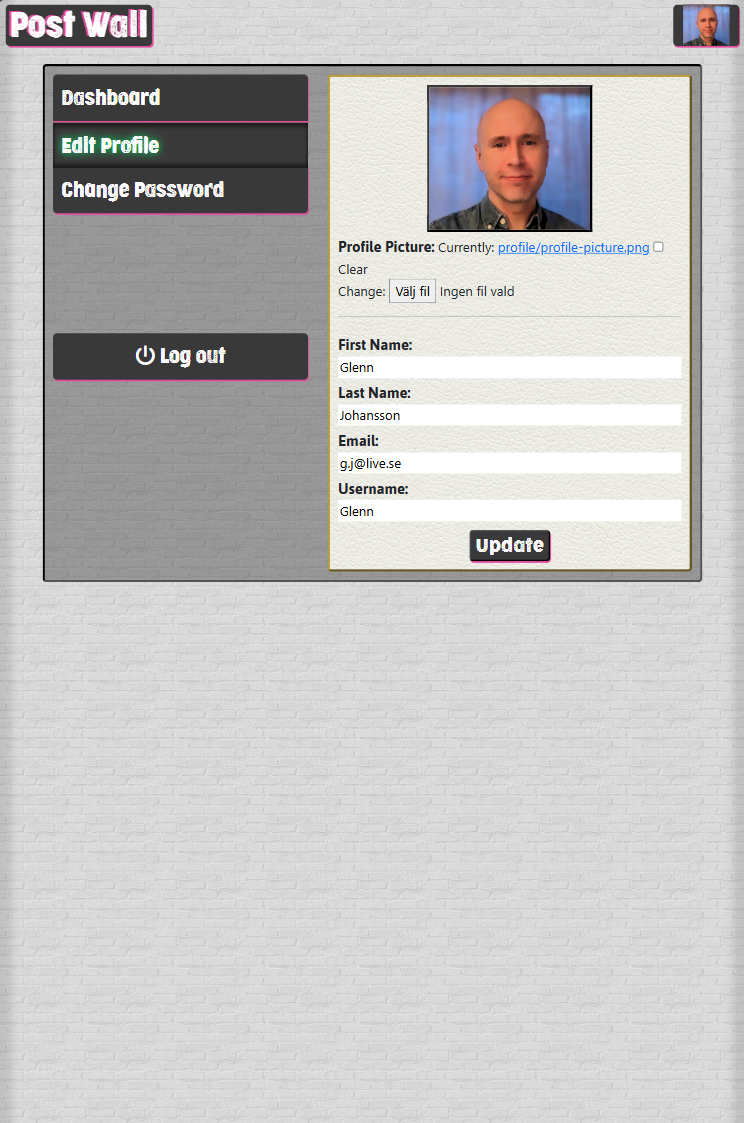 Post Wall
Dashboard
Edit Profile
Change Password
Log out
Profile Picture: Currently: profile/profile-picture.png
Clear
Change: Välj fil Ingen fil vald
First Name:
Glenn
Last Name:
Johansson
Email:
g.j@live.se
Username:
Glenn
Update